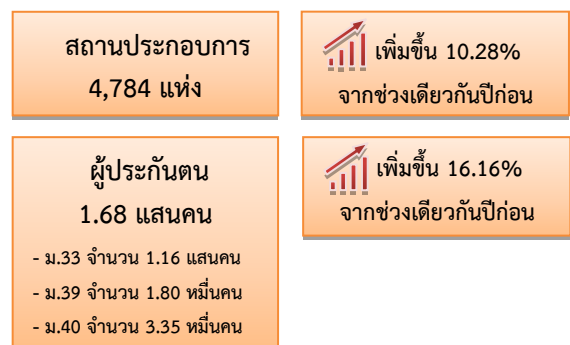 สถานประกอบการ
4,784 แห่ง
เพิ่มขึ้น 10.28%
จากช่วงเดียวกันปีก่อน
ผู้ประกันตน
1.68 แสนคน
- ม.33 จำนวน 1.16 แสนคน
- ม.39 จำนวน 1.80 หมื่นคน
- ม.40 จำนวน 3.35 หมื่นคน
เพิ่มขึ้น 16.16%
จากช่วงเดียวกันปีก่อน